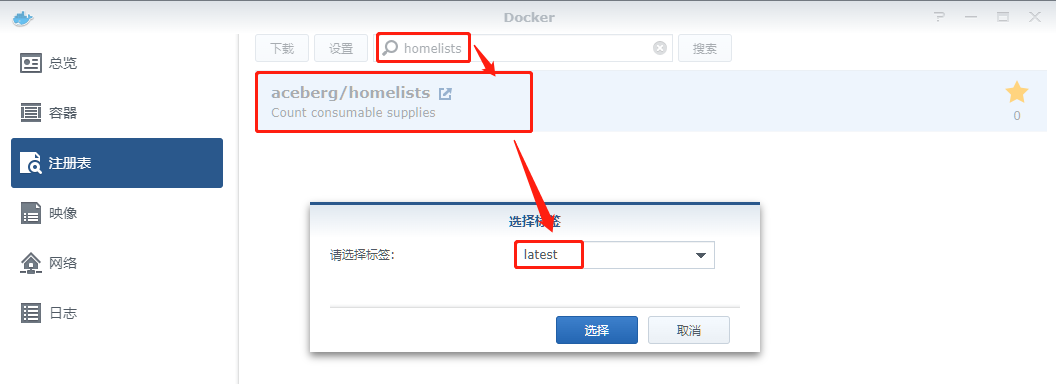 Docker
总览
容器
注册表
映像
网络
日志
下载
设置
homelists
搜索
aceberg/homelists
Count consumable supplies
0
选择标签
请选择标签:
latest
选择
取消